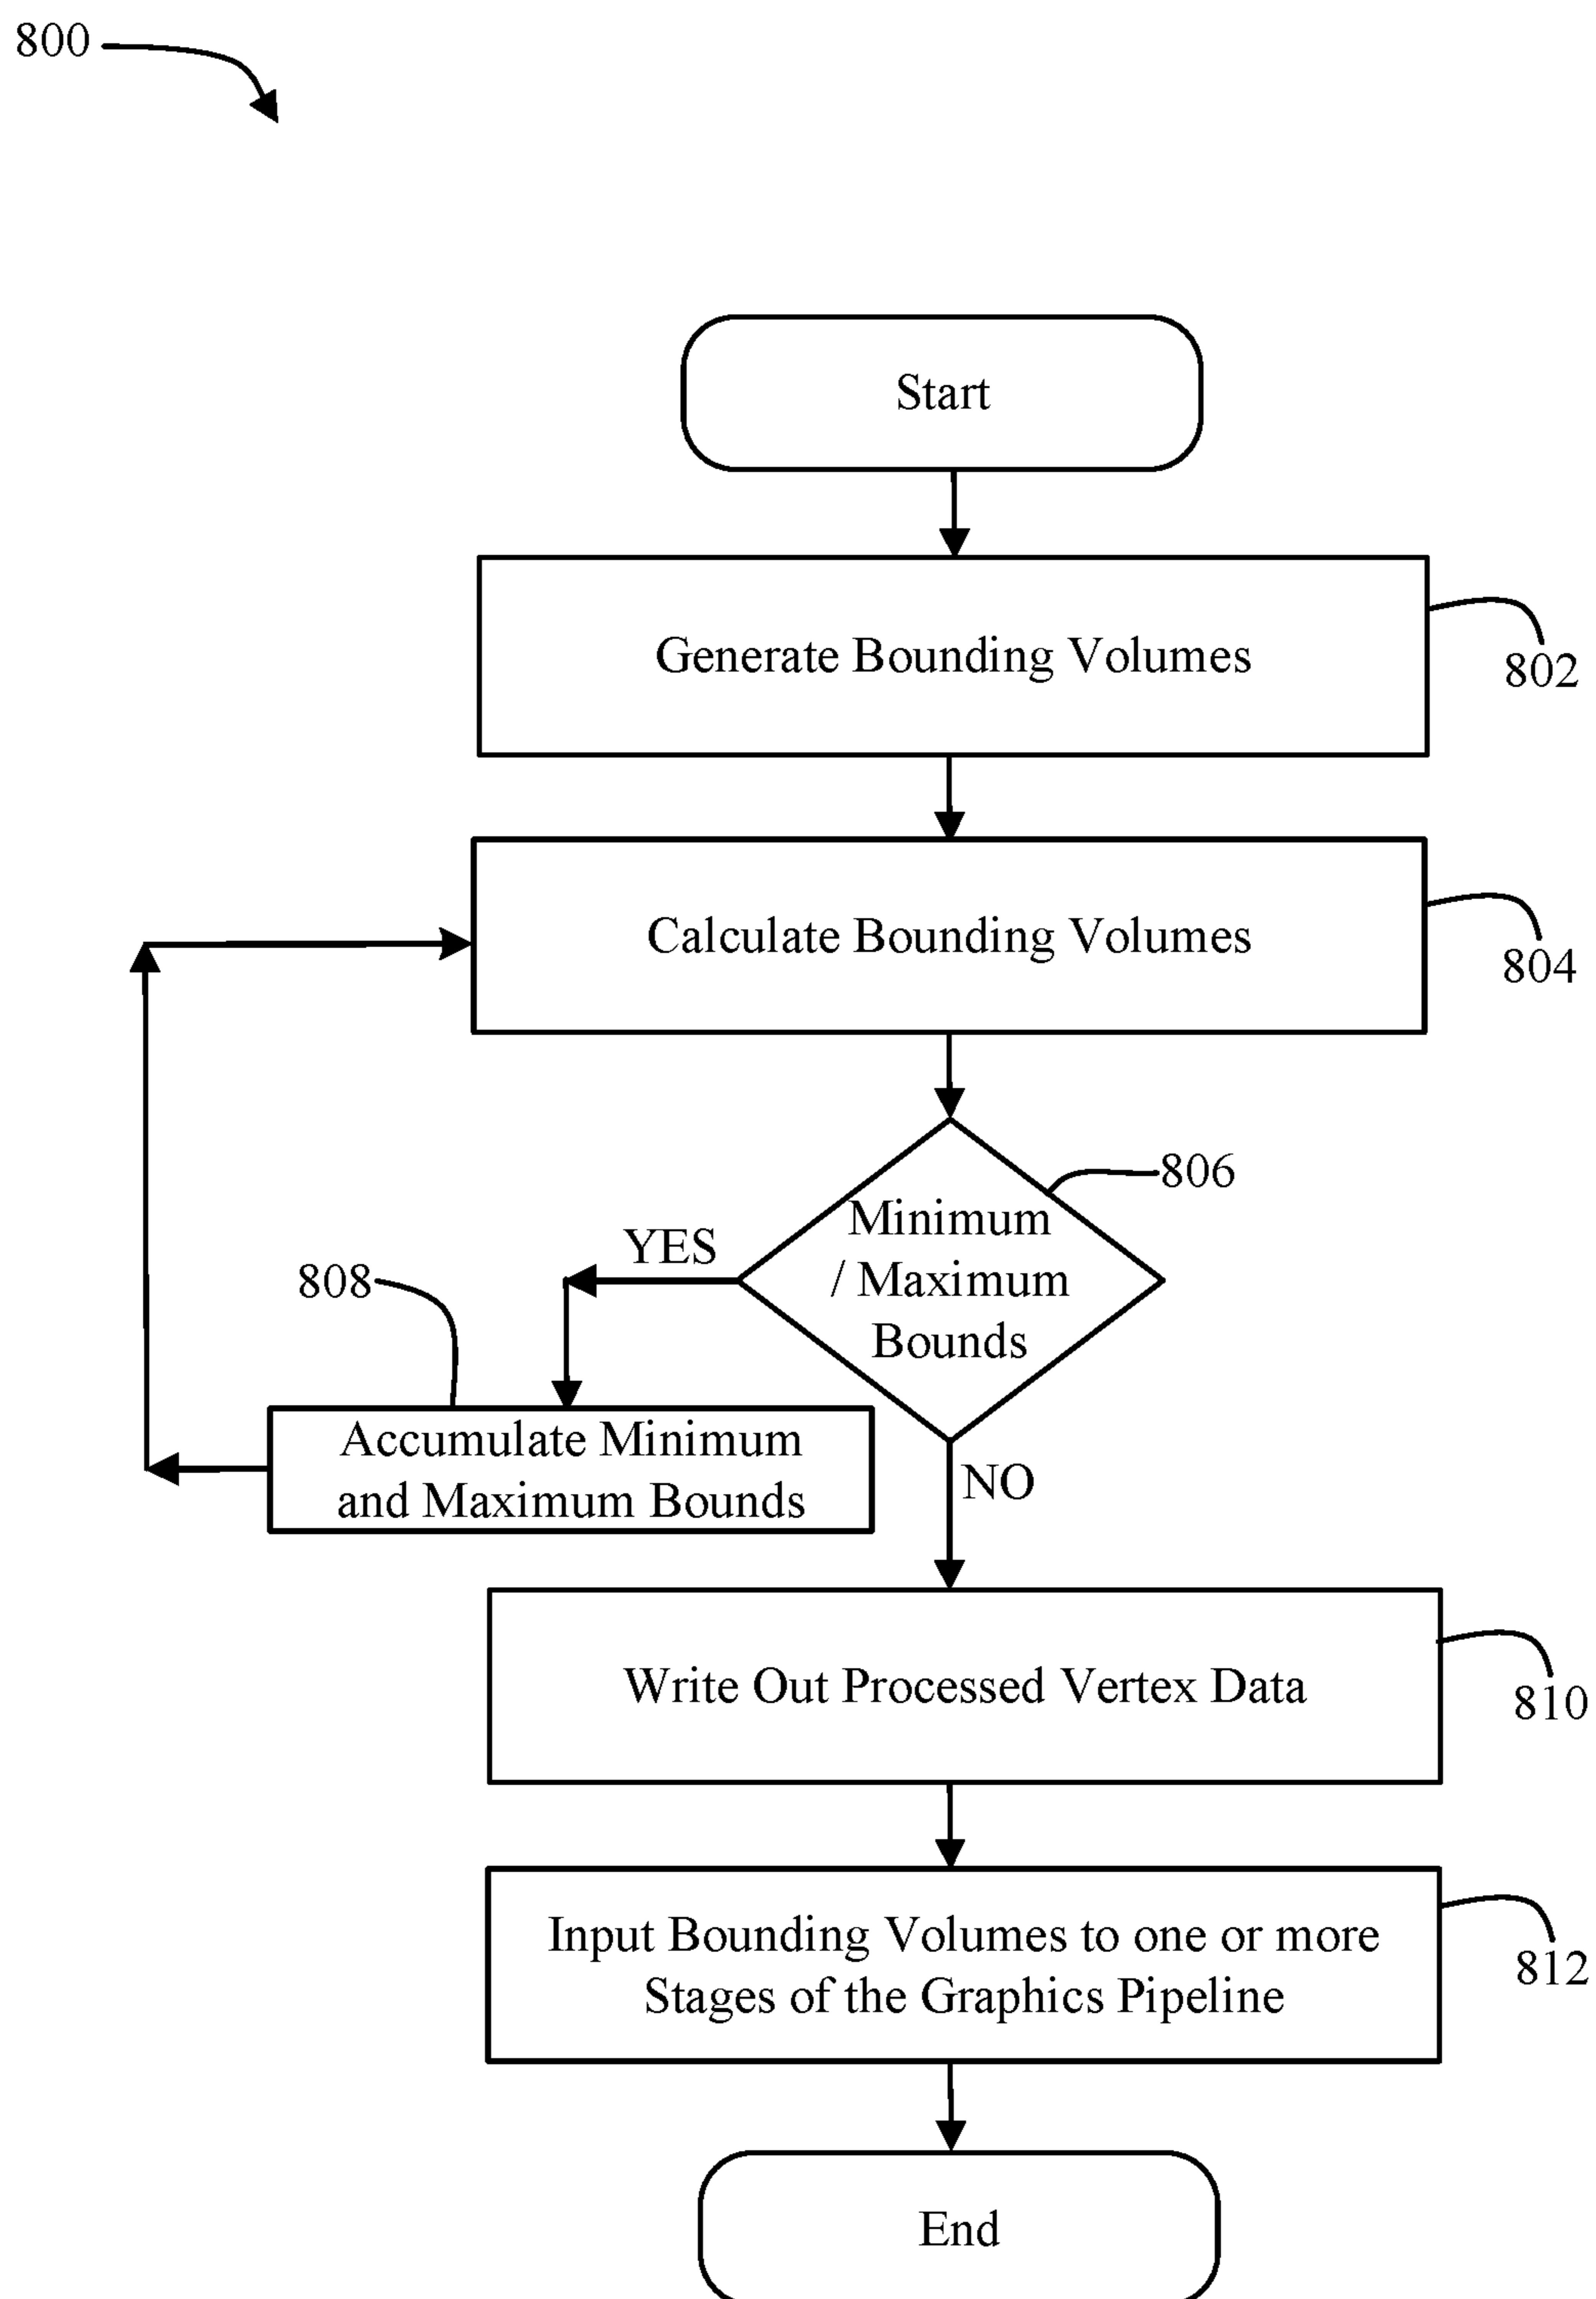 800
Start
Generate Bounding Volumes
802
Calculate Bounding Volumes
804
806
Minimum
/ Maximum
Bounds
YES
808
Accumulate Minimum
and Maximum Bounds
NO
Write Out Processed Vertex Data
810
Input Bounding Volumes to one or more
Stages of the Graphics Pipeline
812
End